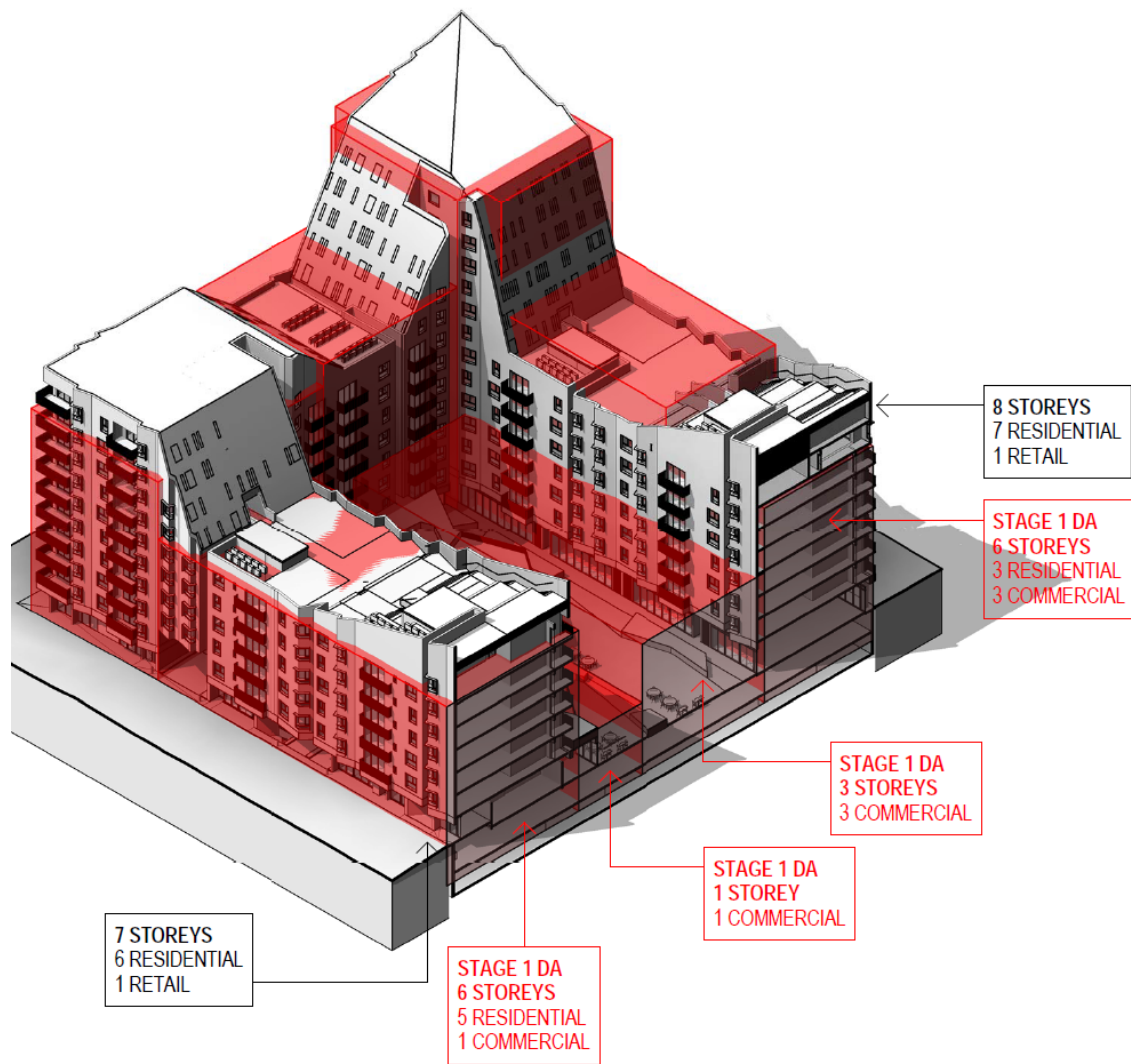 8 STOREYS
7 RESIDENTIAL
1 RETAIL
STAGE 1 DA
6 STOREYS
3 RESIDENTIAL
3 COMMERCIAL
STAGE 1 DA
3 STOREYS
3 COMMERCIAL
STAGE 1 DA
1 STOREY
1 COMMERCIAL
7 STOREYS
6 RESIDENTIAL
1 RETAIL
STAGE 1 DA
6 STOREYS
5 RESIDENTIAL
1 COMMERCIAL